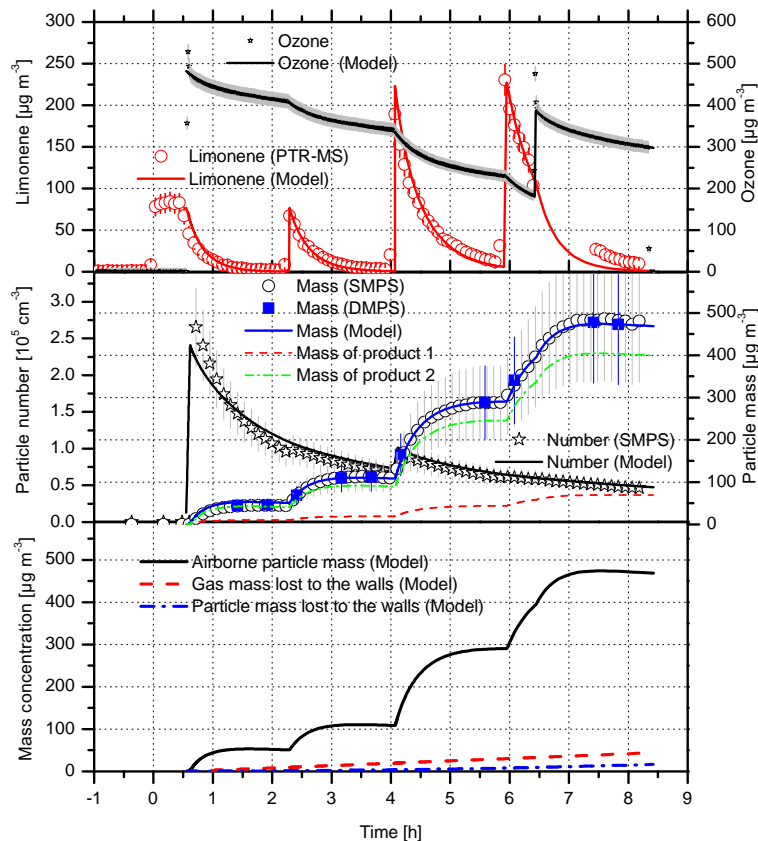 300
250
200
150
100
50
0
Limonene [µg m-3]
Ozone
Ozone (Model)
Limonene (PTR-MS)
Limonene (Model)
600
500
400
300
200
100
0
Ozone [µg m-3]
3.0
2.5
2.0
1.5
1.0
0.5
0.0
Particle number [10^5 cm-3]
Mass (SMPS)
Mass (DMPS)
Mass (Model)
Mass of product 1
Mass of product 2
Number (SMPS)
Number (Model)
500
400
300
200
100
0
Particle mass [µg m-3]
500
400
300
200
100
0
Mass concentration [µg m-3]
Airborne particle mass (Model)
Gas mass lost to the walls (Model)
Particle mass lost to the walls (Model)
-1 0 1 2 3 4 5 6 7 8 9
Time [h]